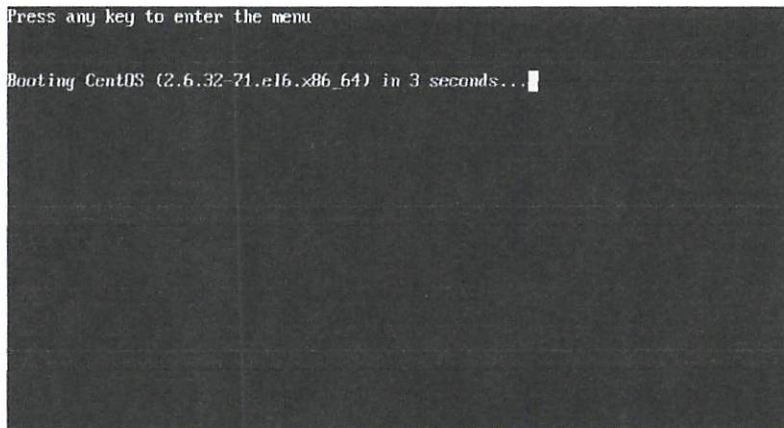 Press any key to enter the menu
Booting CentOS (2.6.32-71.el6.x86_64) in 3 seconds...